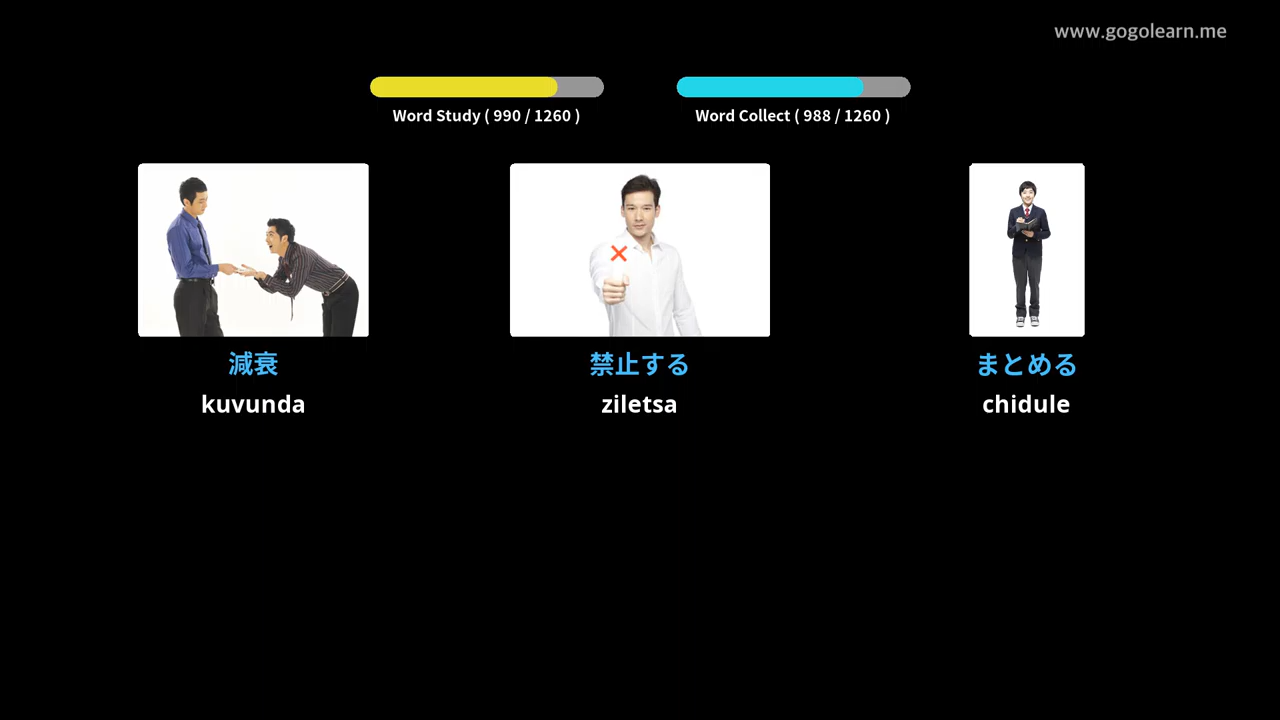 www.gogolearn.me
Word Study ( 990 / 1260 )
Word Collect ( 988 / 1260 )
減衰
禁止する
まとめる
kuvunda
ziletsa
chidule